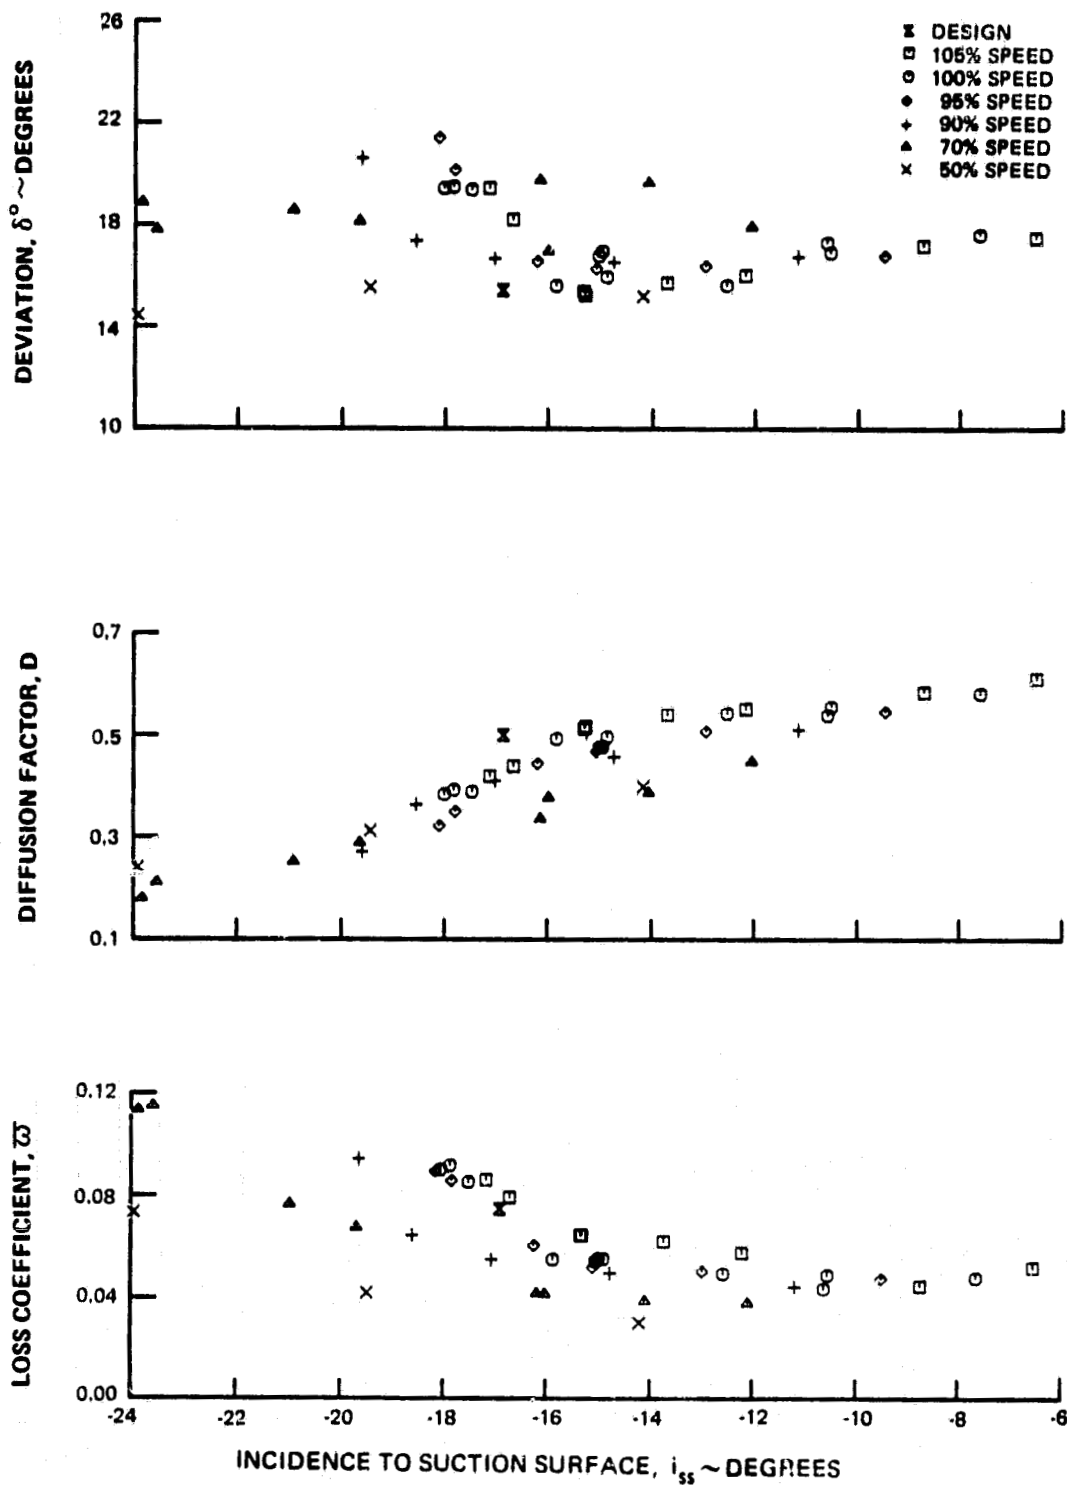 26
22
18
14
10
DEVIATION, δ° ~ DEGREES
DESIGN
105% SPEED
100% SPEED
95% SPEED
90% SPEED
70% SPEED
50% SPEED
0.7
0.5
0.3
0.1
DIFFUSION FACTOR, D
0.12
0.08
0.04
0.00
LOSS COEFFICIENT, ϖ
-24 -22 -20 -18 -16 -14 -12 -10 -8 -6
INCIDENCE TO SUCTION SURFACE, iss ~ DEGREES